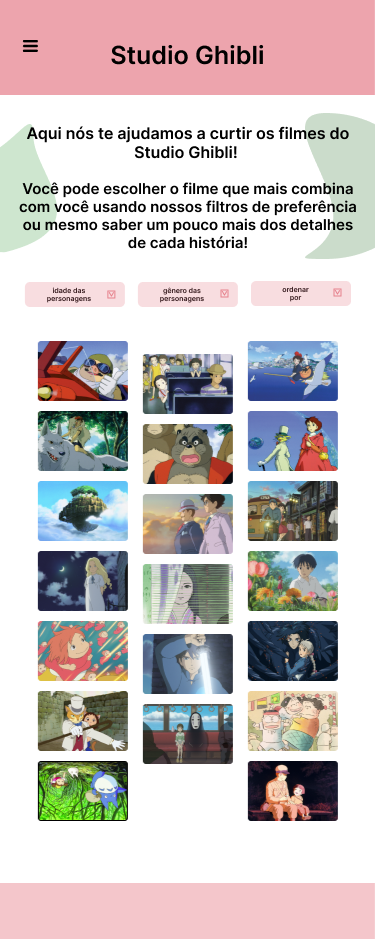 Studio Ghibli
Aqui nós te ajudamos a curtir os filmes do
Studio Ghibli!
Você pode escolher o filme que mais combina
com você usando nossos filtros de preferência
ou mesmo saber um pouco mais dos detalhes
de cada história!
idade das
personagens
gênero das
personagens
ordenar
por